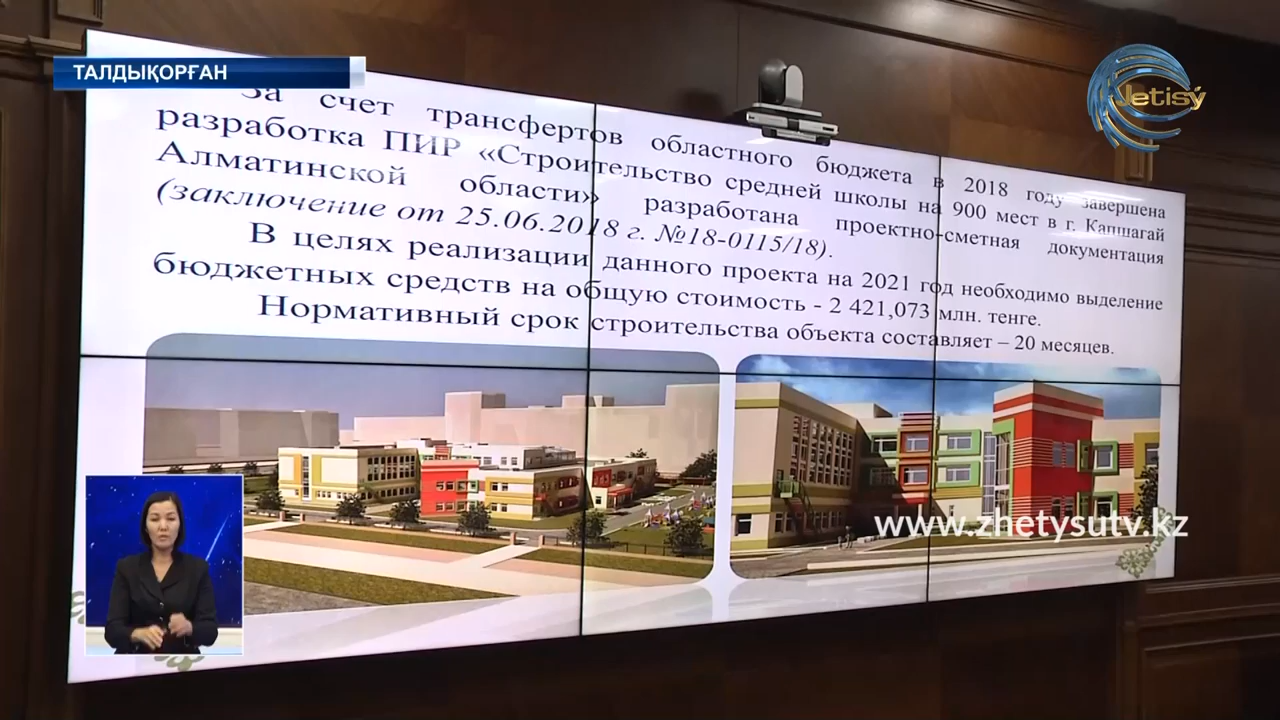 ТАЛДЫҚОРҒАН
Jetisý
За счет трансфертов областного бюджета в 2018 году завершена
разработка ПИР «Строительство средней школы на 900 мест в г. Капшагай
Алматинской области» разработана проектно-сметная документация
(заключение от 25.06.2018 г. №18-0115/18).
В целях реализации данного проекта на 2021 год необходимо выделение
бюджетных средств на общую стоимость - 2 421,073 млн. тенге.
Нормативный срок строительства объекта составляет – 20 месяцев.
www.zhetysutv.kz